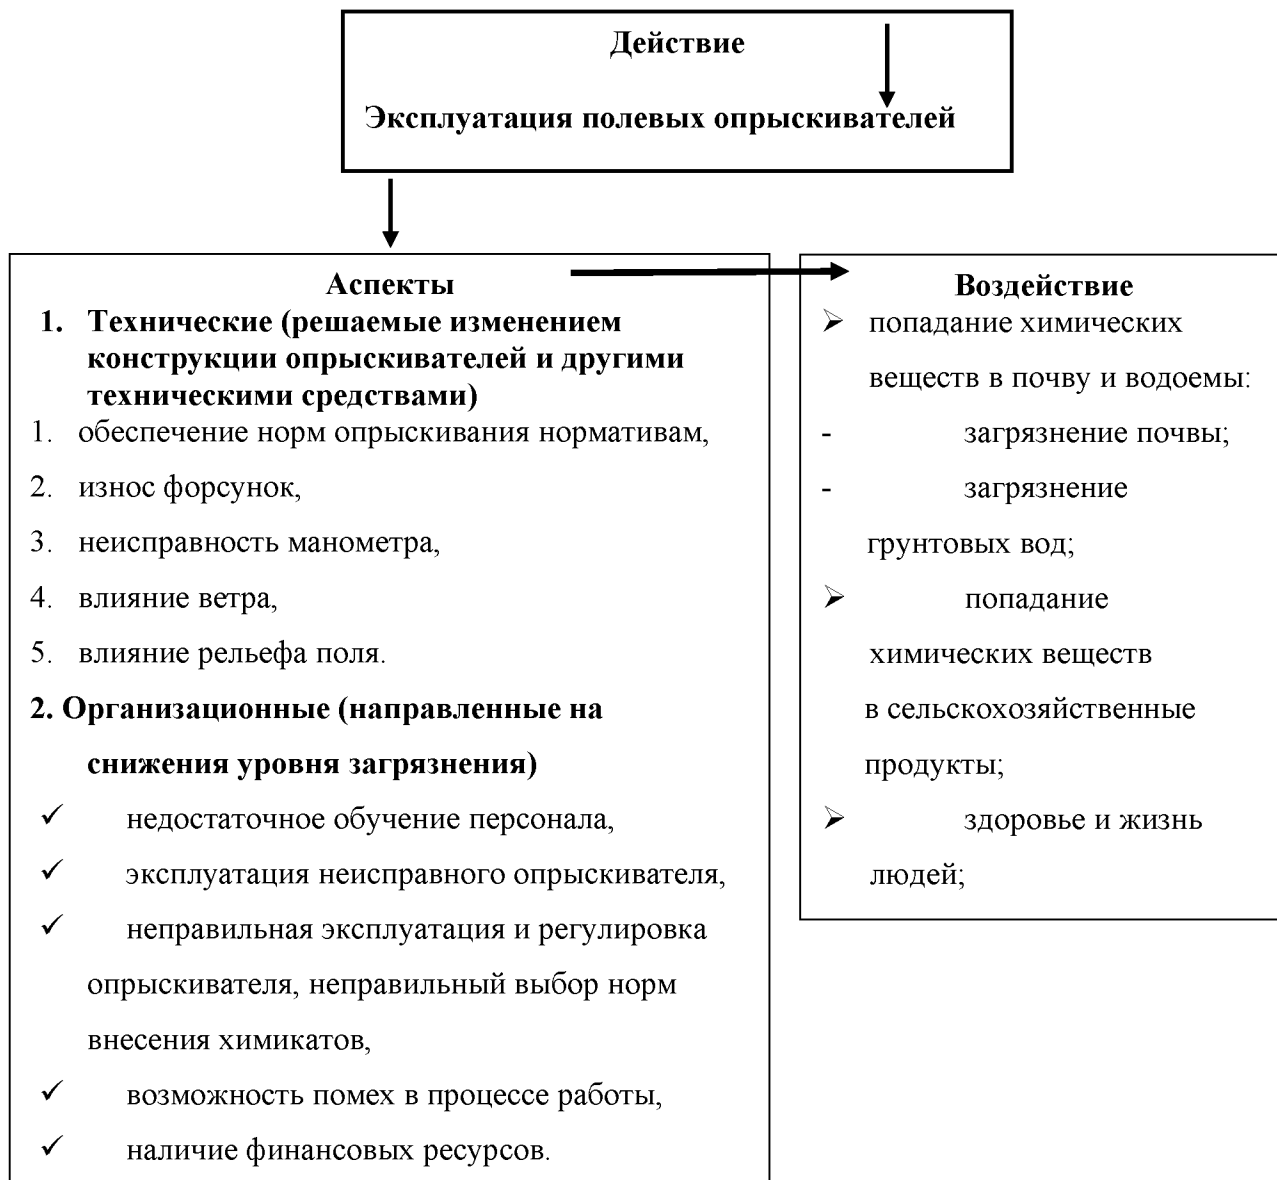 Действие
Эксплуатация полевых опрыскивателей
Аспекты
1. Технические (решаемые изменением
конструкции опрыскивателей и другими
техническими средствами)
1. обеспечение норм опрыскивания нормативам,
2. износ форсунок,
3. неисправность манометра,
4. влияние ветра,
5. влияние рельефа поля.
2. Организационные (направленные на
снижения уровня загрязнения)
✓ недостаточное обучение персонала,
✓ эксплуатация неисправного опрыскивателя,
✓ неправильная эксплуатация и регулировка
опрыскивателя, неправильный выбор норм
внесения химикатов,
✓ возможность помех в процессе работы,
✓ наличие финансовых ресурсов.
Воздействие
➢ попадание химических
веществ в почву и водоемы:
- загрязнение почвы;
- загрязнение
грунтовых вод;
➢ попадание
химических веществ
в сельскохозяйственные
продукты;
➢ здоровье и жизнь
людей;